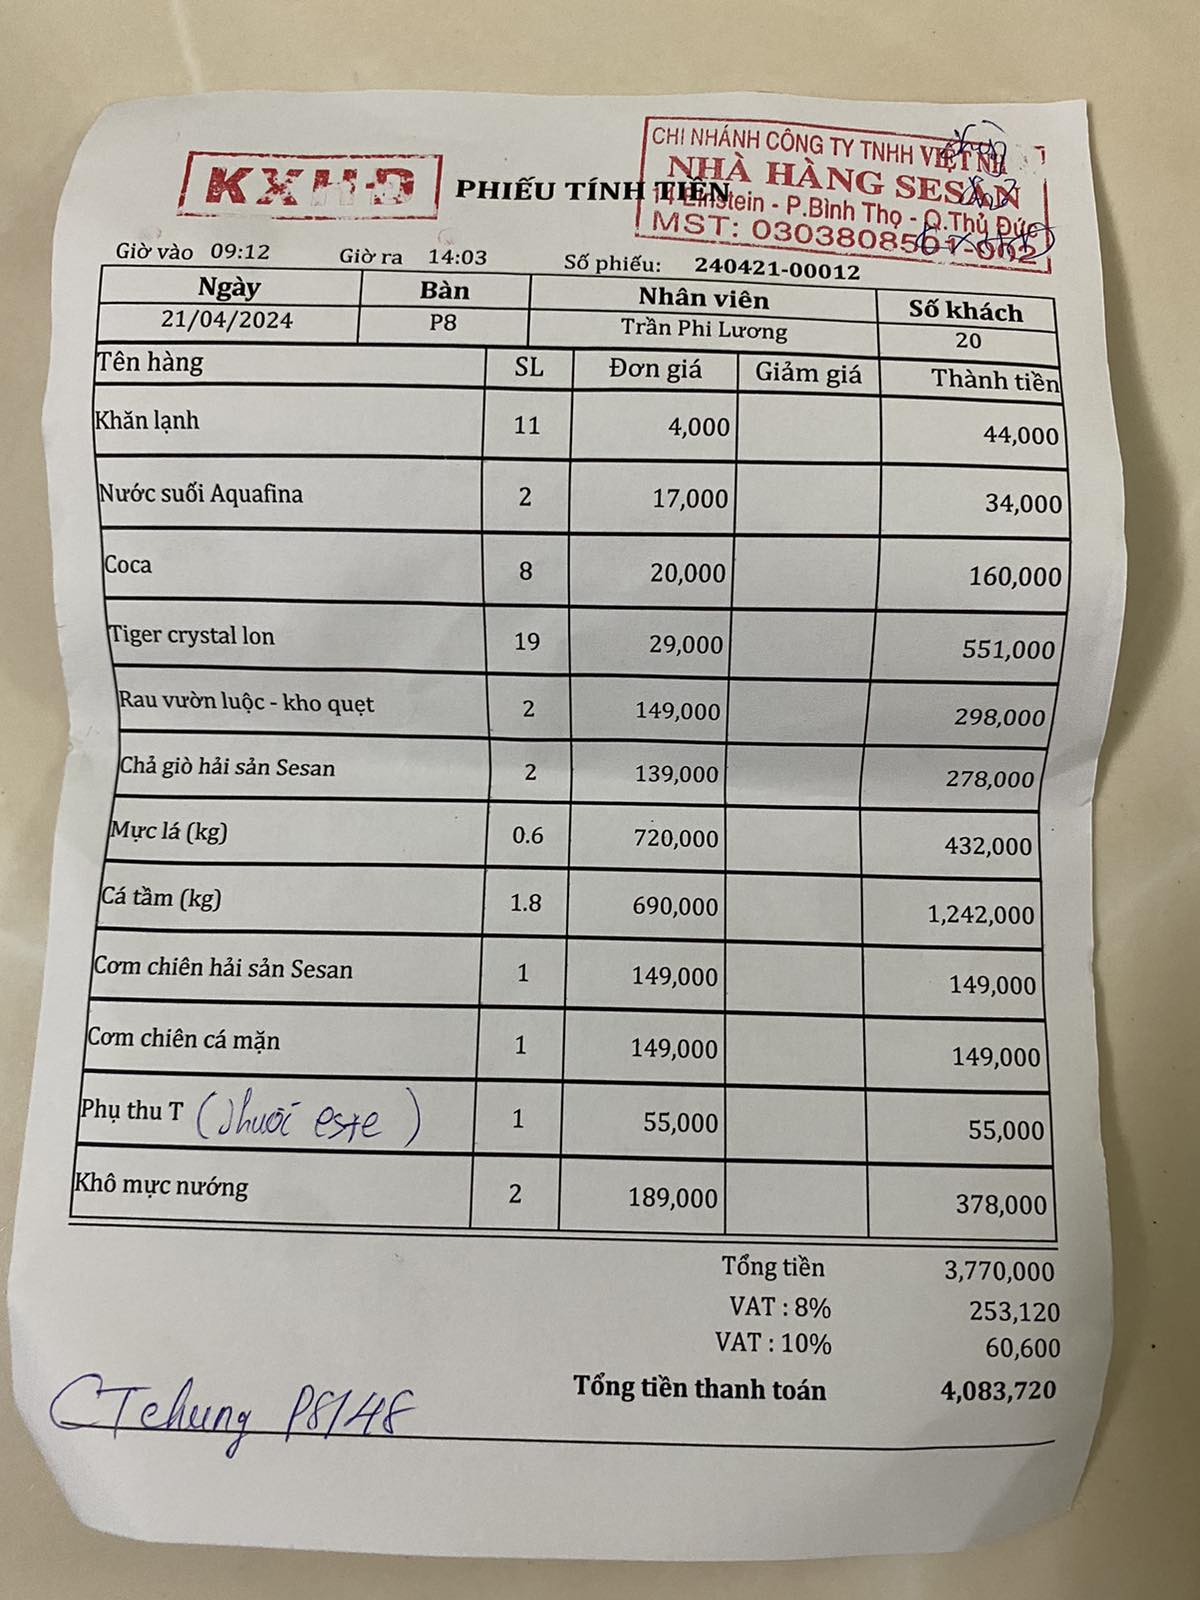 CHI NHÁNH CÔNG TY TNHH VIỆT NH
KXHĐ PHIẾU TÍNH TIỀN NHÀ HÀNG SESAN
14 Einstein - P.Bình Thọ - Q.Thủ Đức
MST: 0303808501-002
Giờ vào 09:12 Giờ ra 14:03 Số phiếu: 240421-00012
Ngày Bàn Nhân viên Số khách
21/04/2024 P8 Trần Phi Lương 20
Tên hàng SL Đơn giá Giảm giá Thành tiền
Khăn lạnh 11 4,000 44,000
Nước suối Aquafina 2 17,000 34,000
Coca 8 20,000 160,000
Tiger crystal lon 19 29,000 551,000
Rau vườn luộc - kho quẹt 2 149,000 298,000
Chả giò hải sản Sesan 2 139,000 278,000
Mực lá (kg) 0.6 720,000 432,000
Cá tầm (kg) 1.8 690,000 1,242,000
Cơm chiên hải sản Sesan 1 149,000 149,000
Cơm chiên cá mặn 1 149,000 149,000
Phụ thu T (thuốc este) 1 55,000 55,000
Khô mực nướng 2 189,000 378,000
Tổng tiền 3,770,000
VAT : 8% 253,120
VAT : 10% 60,600
Tổng tiền thanh toán 4,083,720
CT chung P8/48